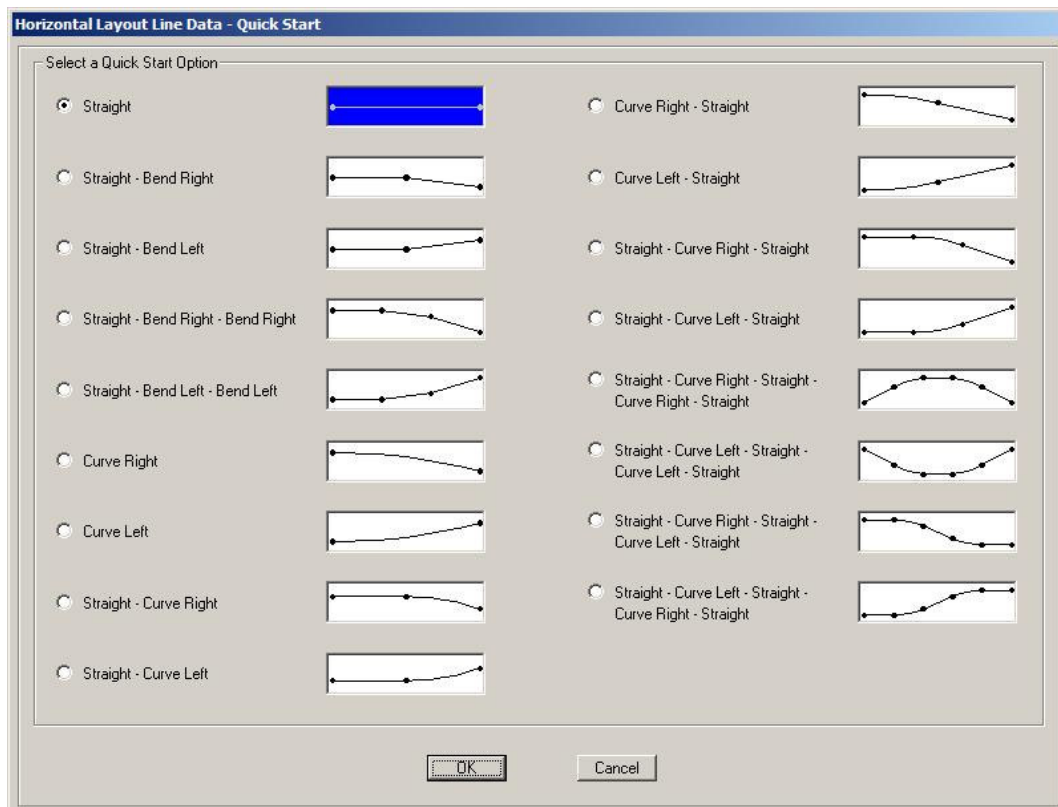 Horizontal Layout Line Data - Quick Start
Select a Quick Start Option
Straight
Straight - Bend Right
Straight - Bend Left
Straight - Bend Right - Bend Right
Straight - Bend Left - Bend Left
Curve Right
Curve Left
Straight - Curve Right
Straight - Curve Left
Curve Right - Straight
Curve Left - Straight
Straight - Curve Right - Straight
Straight - Curve Left - Straight
Straight - Curve Right - Straight -
Curve Right - Straight
Straight - Curve Left - Straight -
Curve Left - Straight
Straight - Curve Right - Straight -
Curve Left - Straight
Straight - Curve Left - Straight -
Curve Right - Straight
OK
Cancel